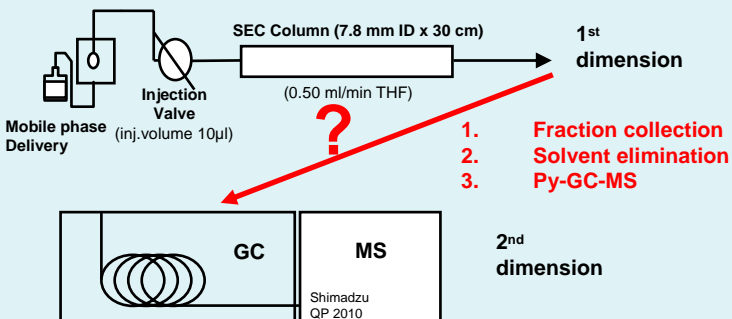 SEC Column (7.8 mm ID x 30 cm)
1st
dimension
Injection
Valve
(0.50 ml/min THF)
Mobile phase
Delivery
(inj.volume 10µl)
?
1. Fraction collection
2. Solvent elimination
3. Py-GC-MS
GC
MS
2nd
dimension
Shimadzu
QP 2010